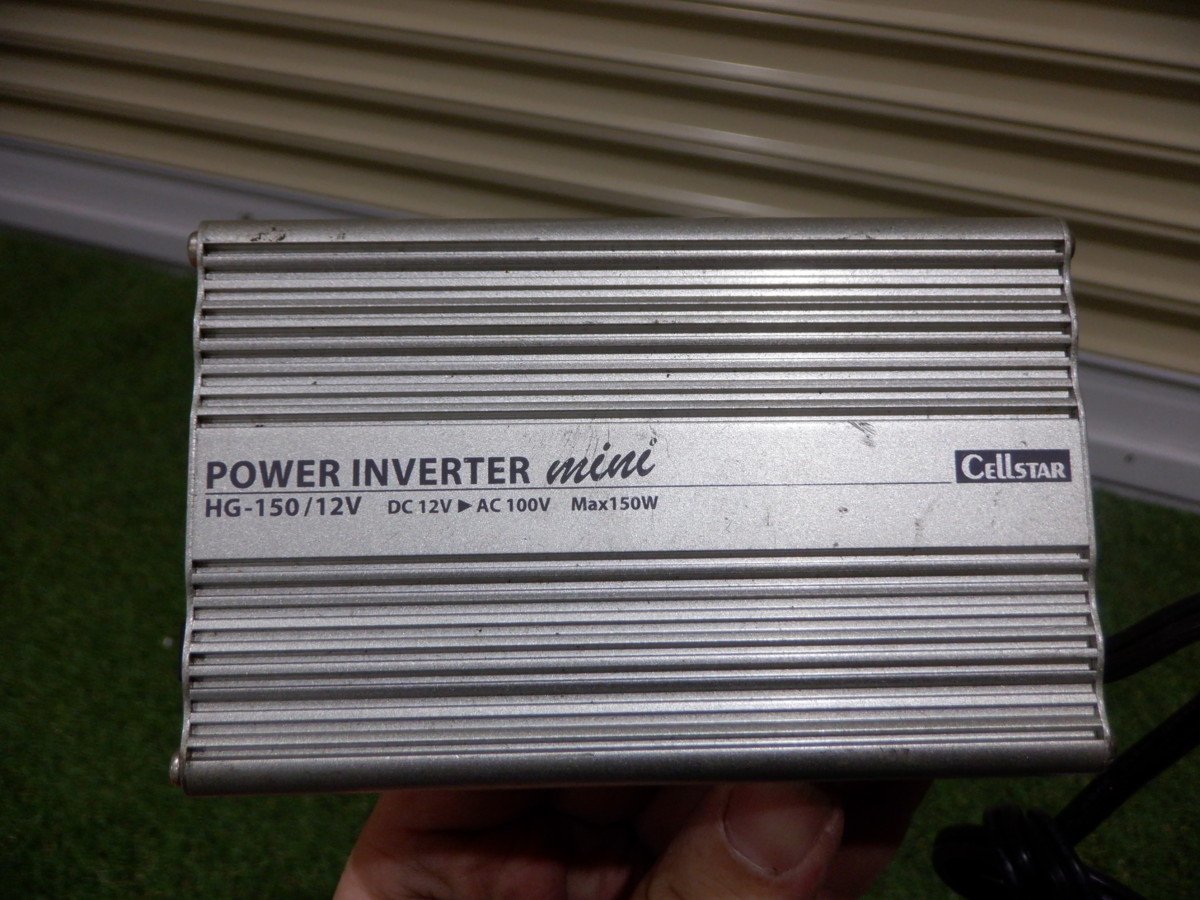 POWER INVERTER mini
CELLSTAR
HG-150/12V DC 12V ▶ AC 100V Max150W